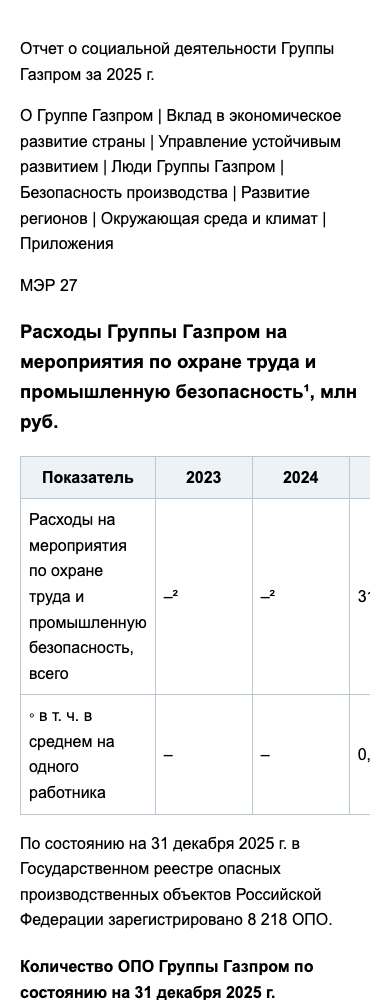 Отчет о социальной деятельности Группы
Газпром за 2025 г.
О Группе Газпром | Вклад в экономическое
развитие страны | Управление устойчивым
развитием | Люди Группы Газпром |
Безопасность производства | Развитие
регионов | Окружающая среда и климат |
Приложения
МЭР 27
Расходы Группы Газпром на
мероприятия по охране труда и
промышленную безопасность¹, млн
руб.
Показатель 2023 2024
Расходы на
мероприятия
по охране
труда и
промышленную
безопасность,
всего
–² –²
◦ в т. ч. в
среднем на
одного
работника
– – 0,
По состоянию на 31 декабря 2025 г. в
Государственном реестре опасных
производственных объектов Российской
Федерации зарегистрировано 8 218 ОПО.
Количество ОПО Группы Газпром по
состоянию на 31 декабря 2025 г.